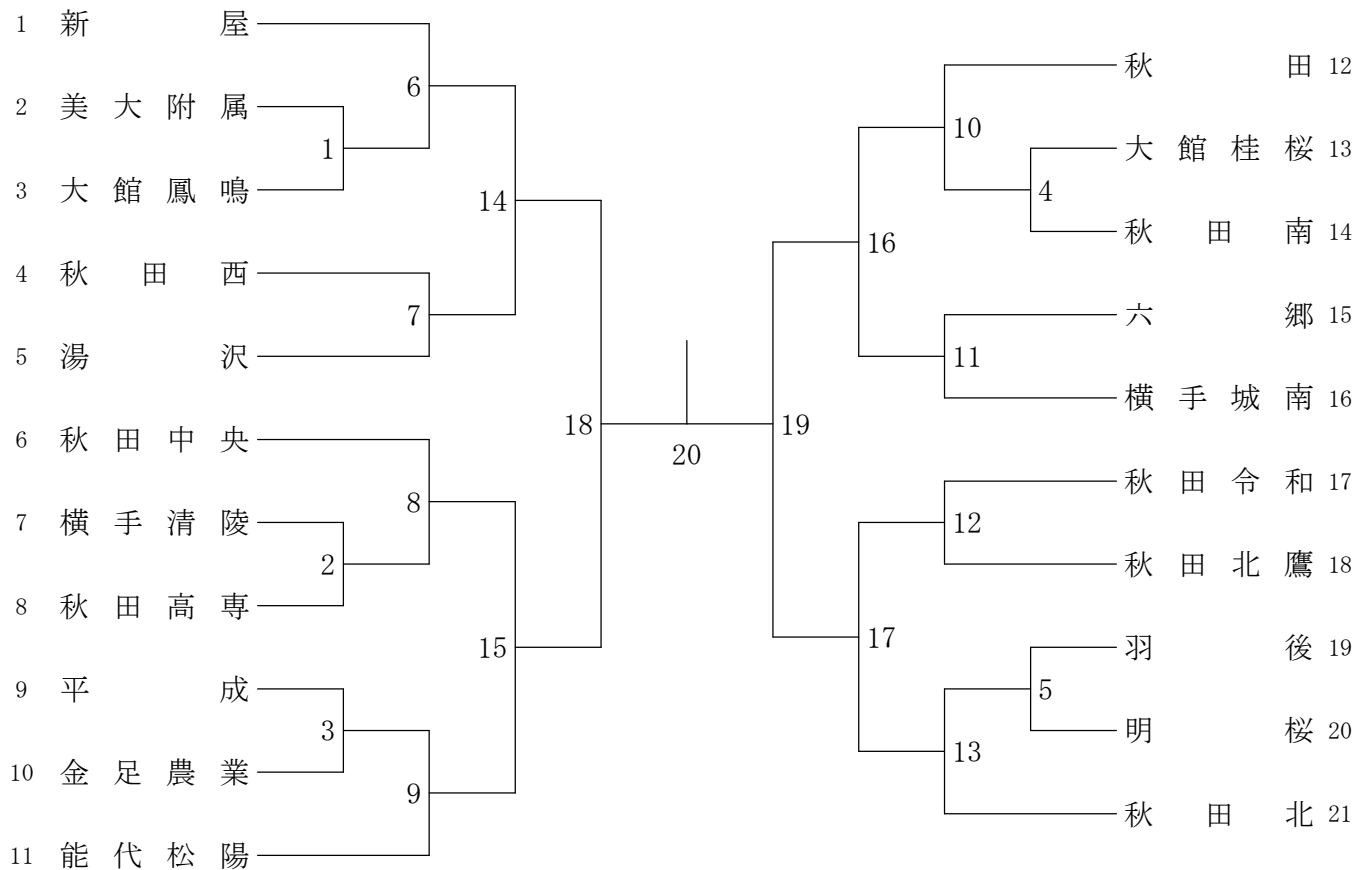 1 新屋
2 美大附属
3 大館鳳鳴
4 秋田西
5 湯沢
6 秋田中央
7 横手清陵
8 秋田高専
9 平成
10 金足農業
11 能代松陽
1
2
3
6
7
8
9
14
15
18
20
19
16
17
10
11
12
13
4
5
秋田 12
大館桂桜 13
秋田南 14
六郷 15
横手城南 16
秋田令和 17
秋田北鷹 18
羽後 19
明桜 20
秋田北 21